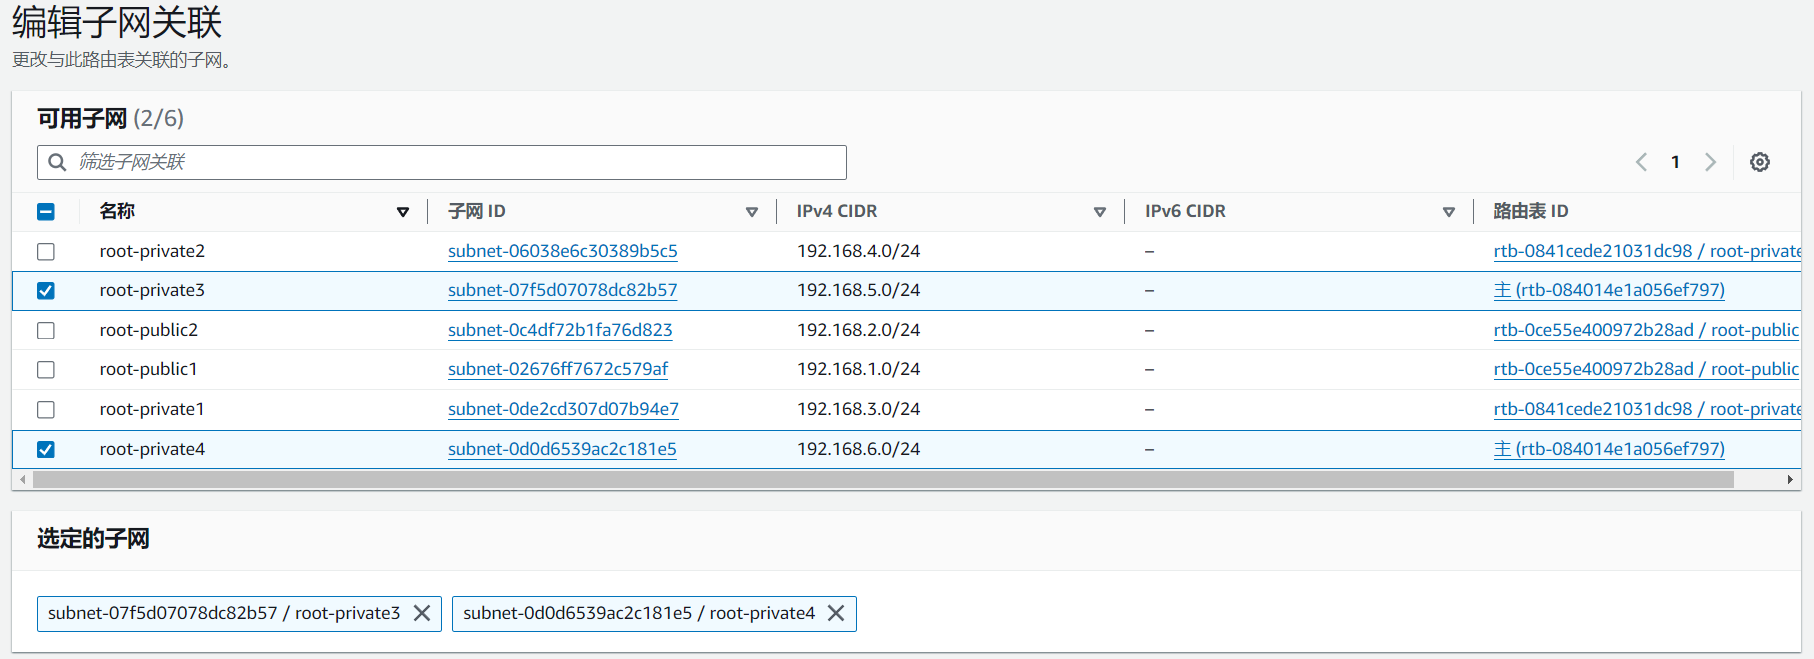 编辑子网关联
更改与此路由表关联的子网。
可用子网 (2/6)
筛选子网关联
1
名称 子网 ID IPv4 CIDR IPv6 CIDR 路由表 ID
root-private2 subnet-06038e6c30389b5c5 192.168.4.0/24 – rtb-0841cede21031dc98 / root-private
root-private3 subnet-07f5d07078dc82b57 192.168.5.0/24 – 主 (rtb-084014e1a056ef797)
root-public2 subnet-0c4df72b1fa76d823 192.168.2.0/24 – rtb-0ce55e400972b28ad / root-public
root-public1 subnet-02676ff7672c579af 192.168.1.0/24 – rtb-0ce55e400972b28ad / root-public
root-private1 subnet-0de2cd307d07b94e7 192.168.3.0/24 – rtb-0841cede21031dc98 / root-private
root-private4 subnet-0d0d6539ac2c181e5 192.168.6.0/24 – 主 (rtb-084014e1a056ef797)
选定的子网
subnet-07f5d07078dc82b57 / root-private3 subnet-0d0d6539ac2c181e5 / root-private4